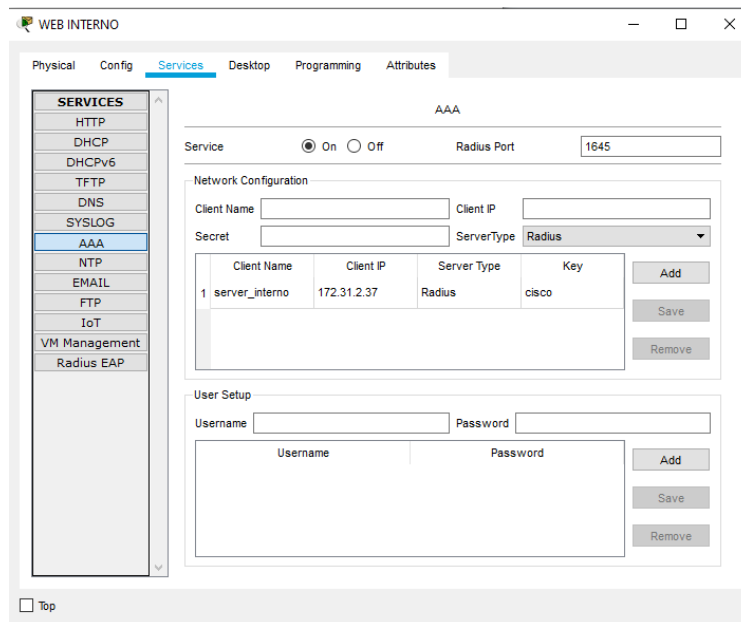 WEB INTERNO
Physical Config Services Desktop Programming Attributes
SERVICES
HTTP
DHCP
DHCPv6
TFTP
DNS
SYSLOG
AAA
NTP
EMAIL
FTP
IoT
VM Management
Radius EAP
AAA
Service On Off Radius Port 1645
Network Configuration
Client Name Client IP
Secret ServerType Radius
Client Name Client IP Server Type Key
1 server_interno 172.31.2.37 Radius cisco
Add
Save
Remove
User Setup
Username Password
Username Password
Add
Save
Remove
Top